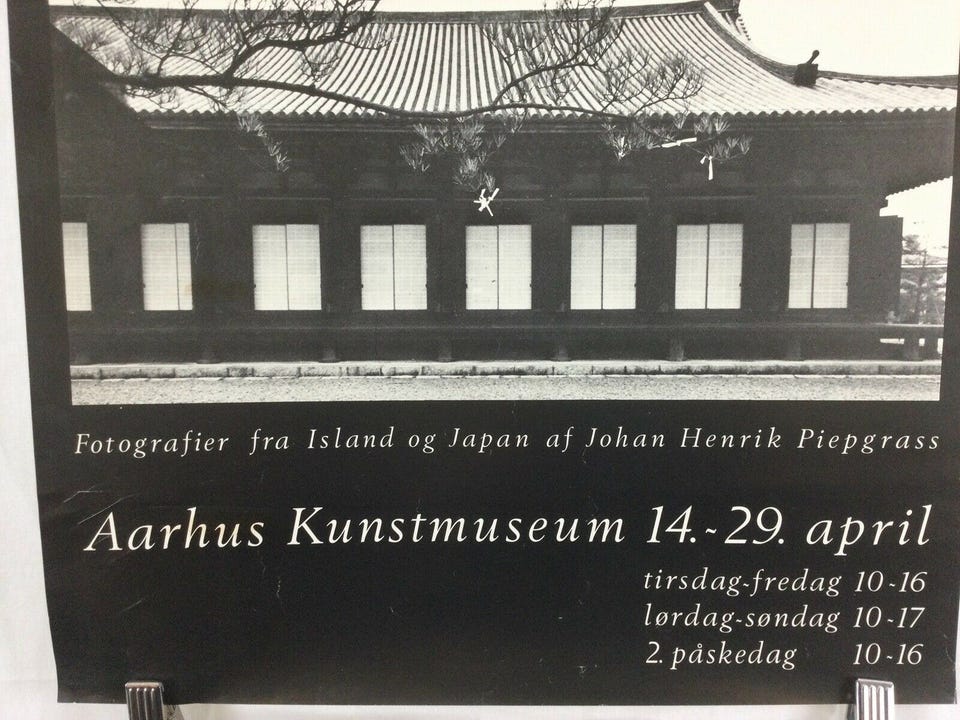 Fotografier fra Island og Japan af Johan Henrik Piepgrass
Aarhus Kunstmuseum 14.-29. april
tirsdag-fredag 10-16
lørdag-søndag 10-17
2. påskedag 10-16